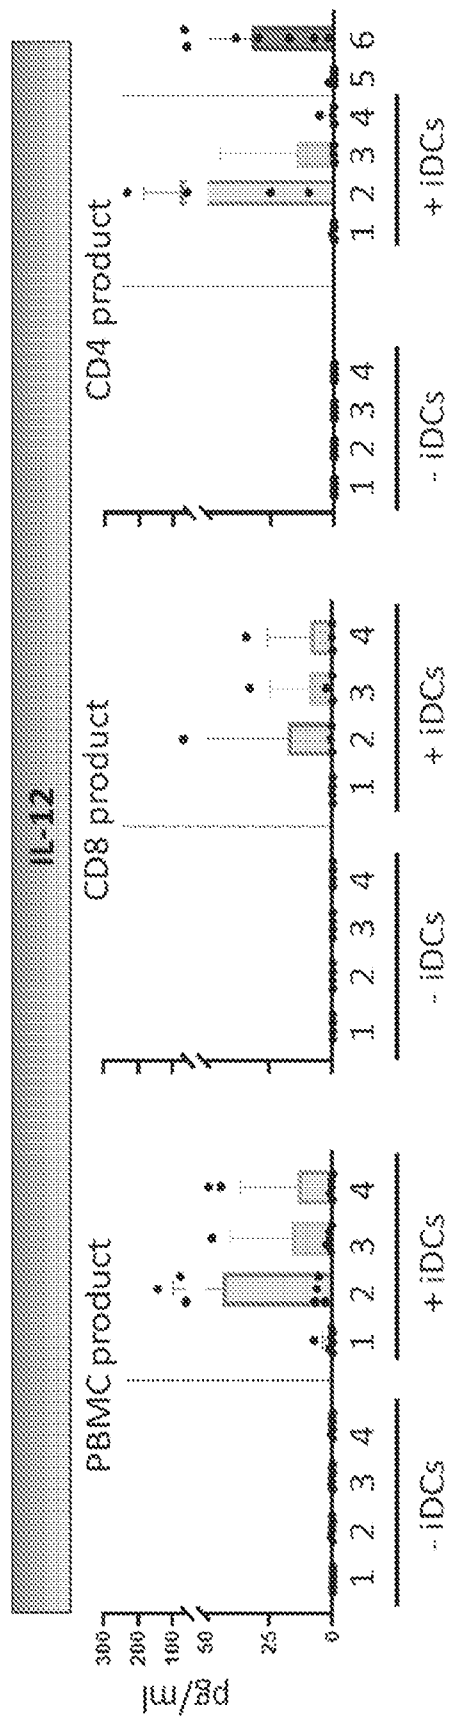 IL-12
PBMC product
CD8 product
CD4 product
pg/ml
300
200
100
50
25
0
1 2 3 4 1 2 3 4
- iDCs + iDCs
1 2 3 4 1 2 3 4
- iDCs + iDCs
1 2 3 4 1 2 3 4 5 6
- iDCs + iDCs